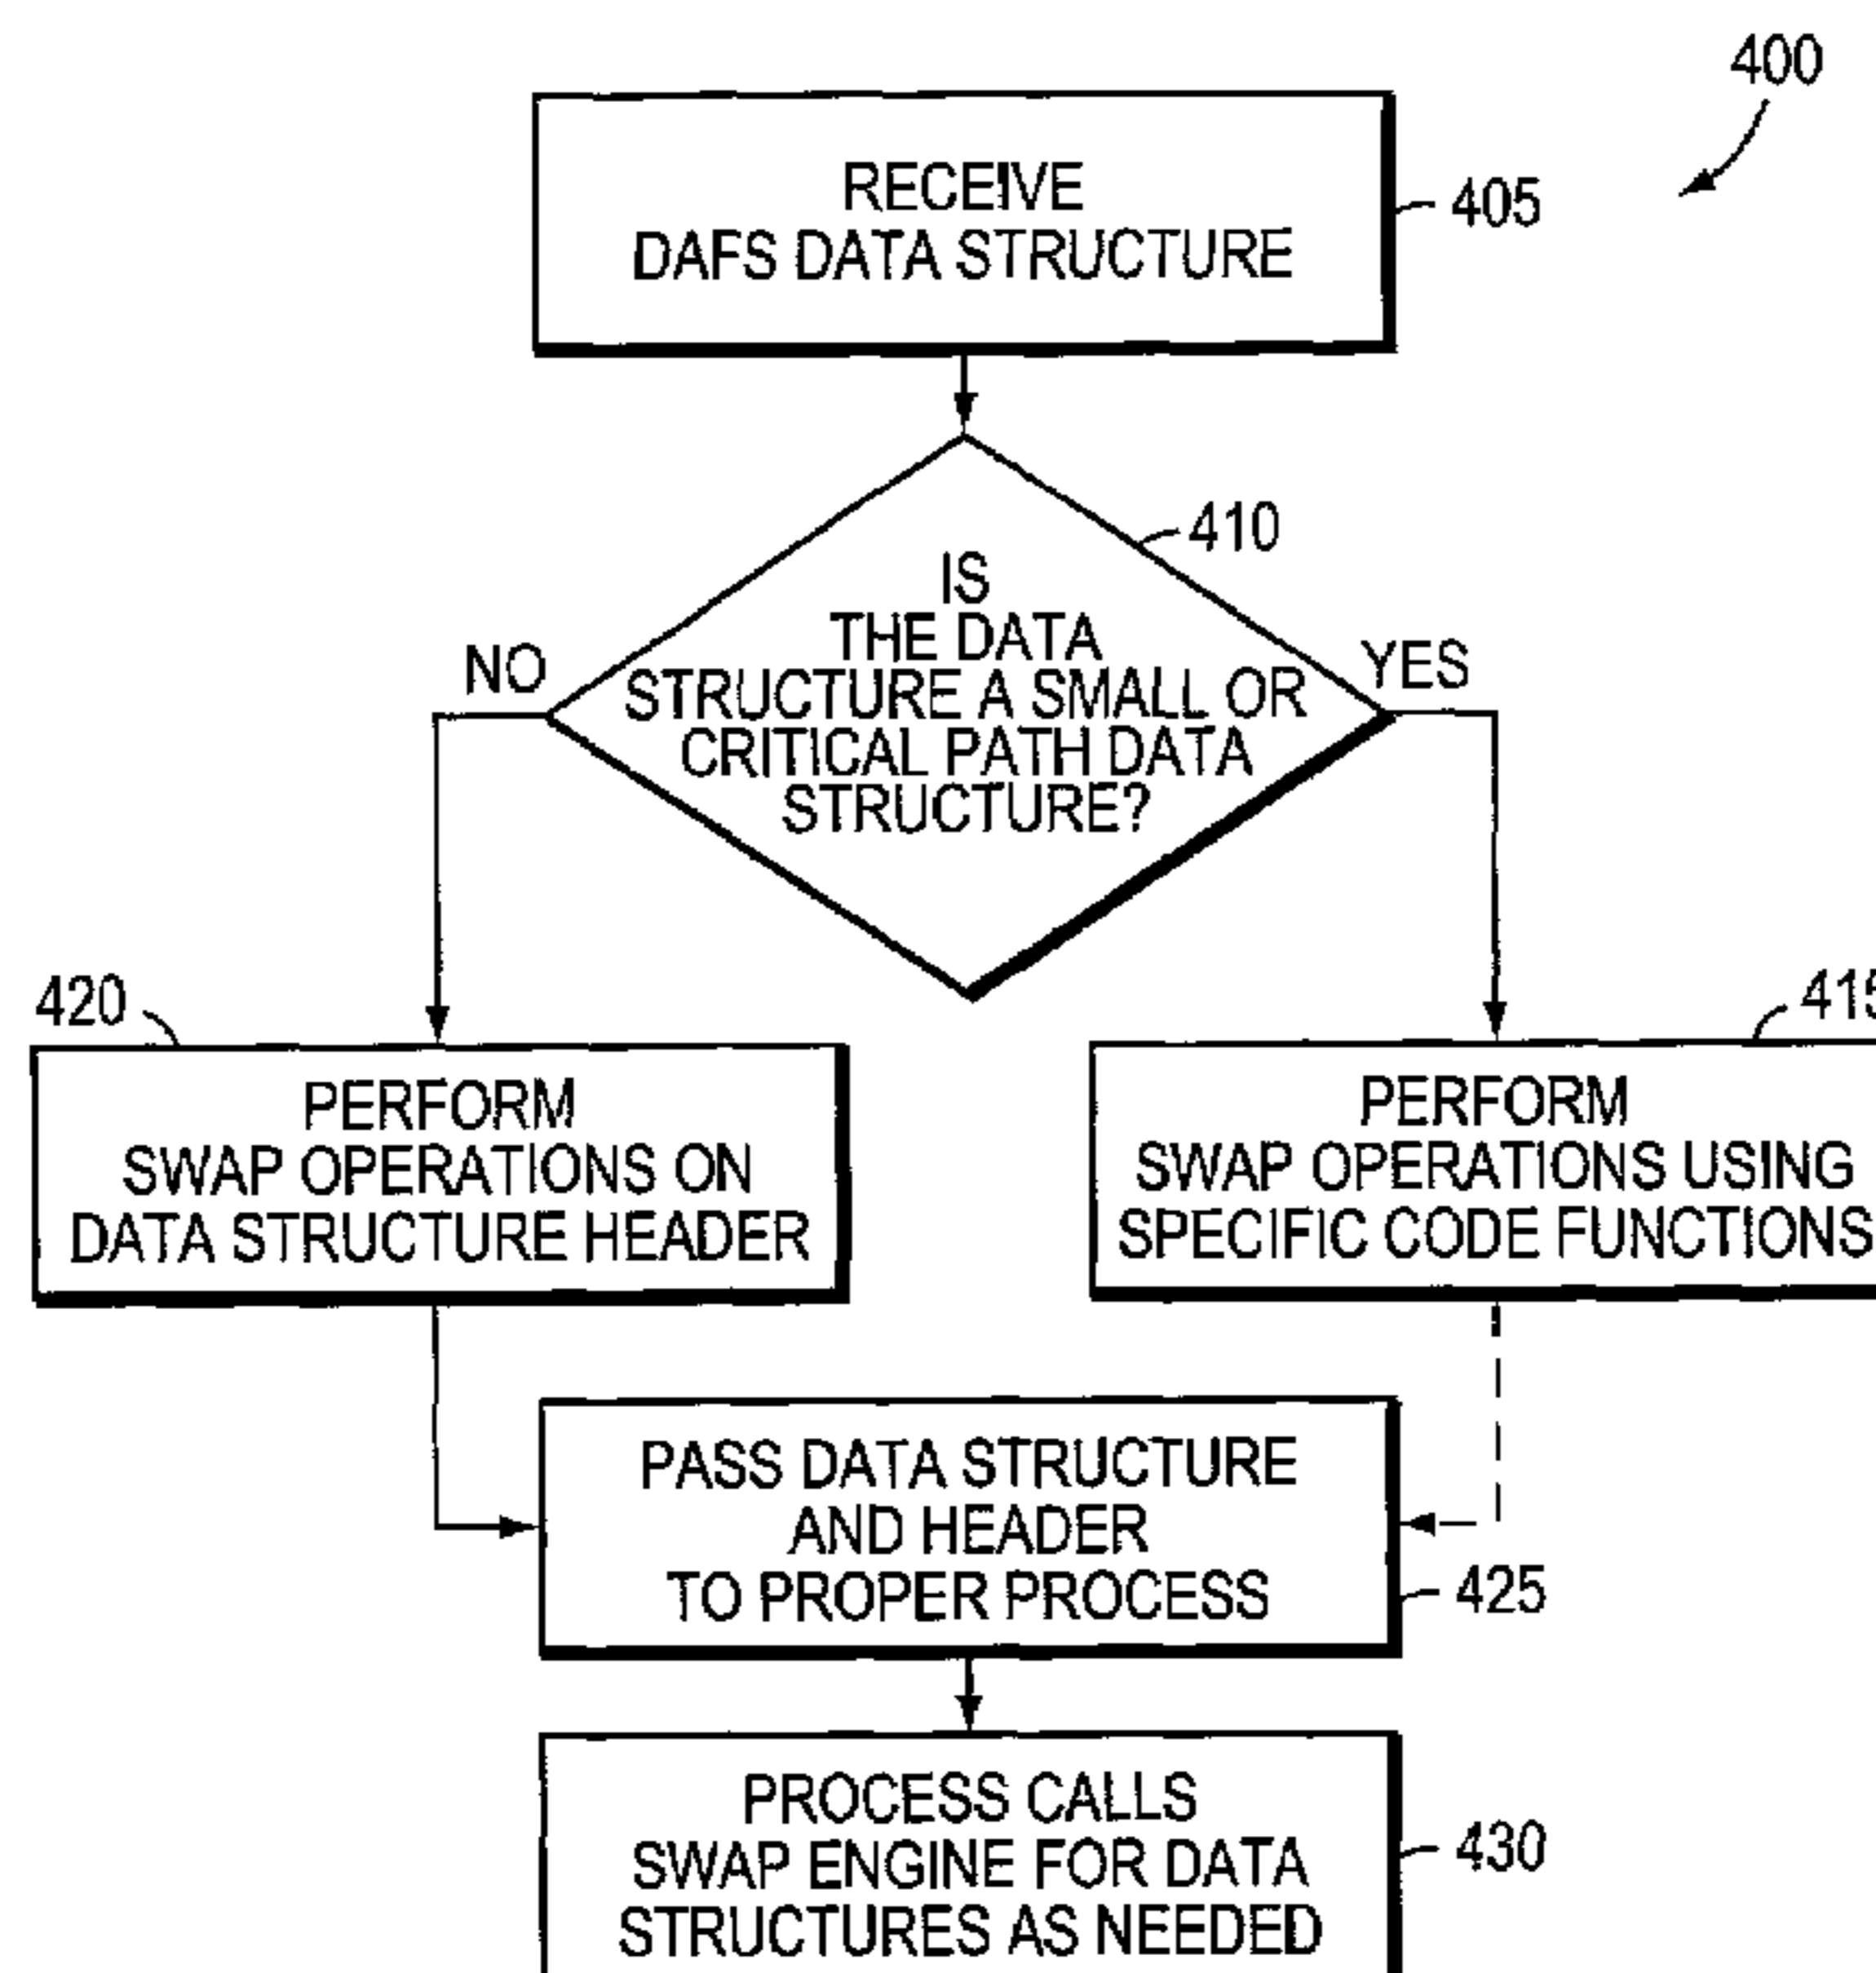 400
RECEIVE
DAFS DATA STRUCTURE
405
410
IS
THE DATA
STRUCTURE A SMALL OR
CRITICAL PATH DATA
STRUCTURE?
NO
YES
420
PERFORM
SWAP OPERATIONS ON
DATA STRUCTURE HEADER
415
PERFORM
SWAP OPERATIONS USING
SPECIFIC CODE FUNCTIONS
PASS DATA STRUCTURE
AND HEADER
TO PROPER PROCESS
425
PROCESS CALLS
SWAP ENGINE FOR DATA
STRUCTURES AS NEEDED
430